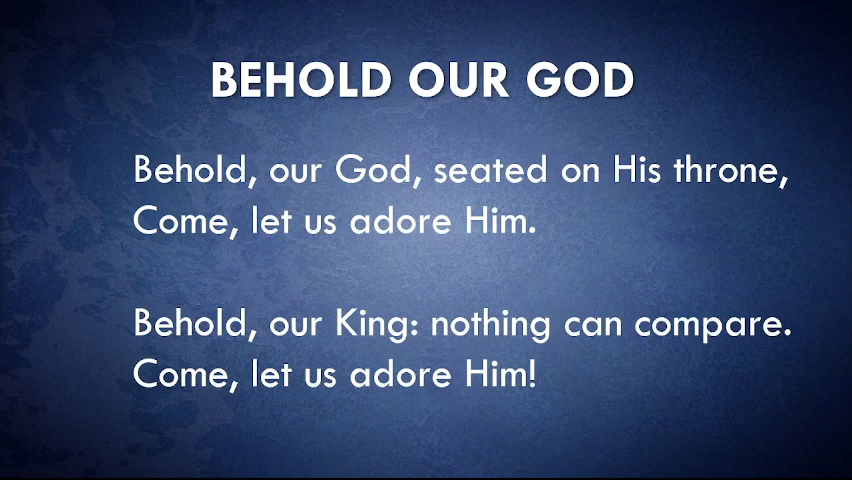 BEHOLD OUR GOD
Behold, our God, seated on His throne,
Come, let us adore Him.
Behold, our King: nothing can compare.
Come, let us adore Him!